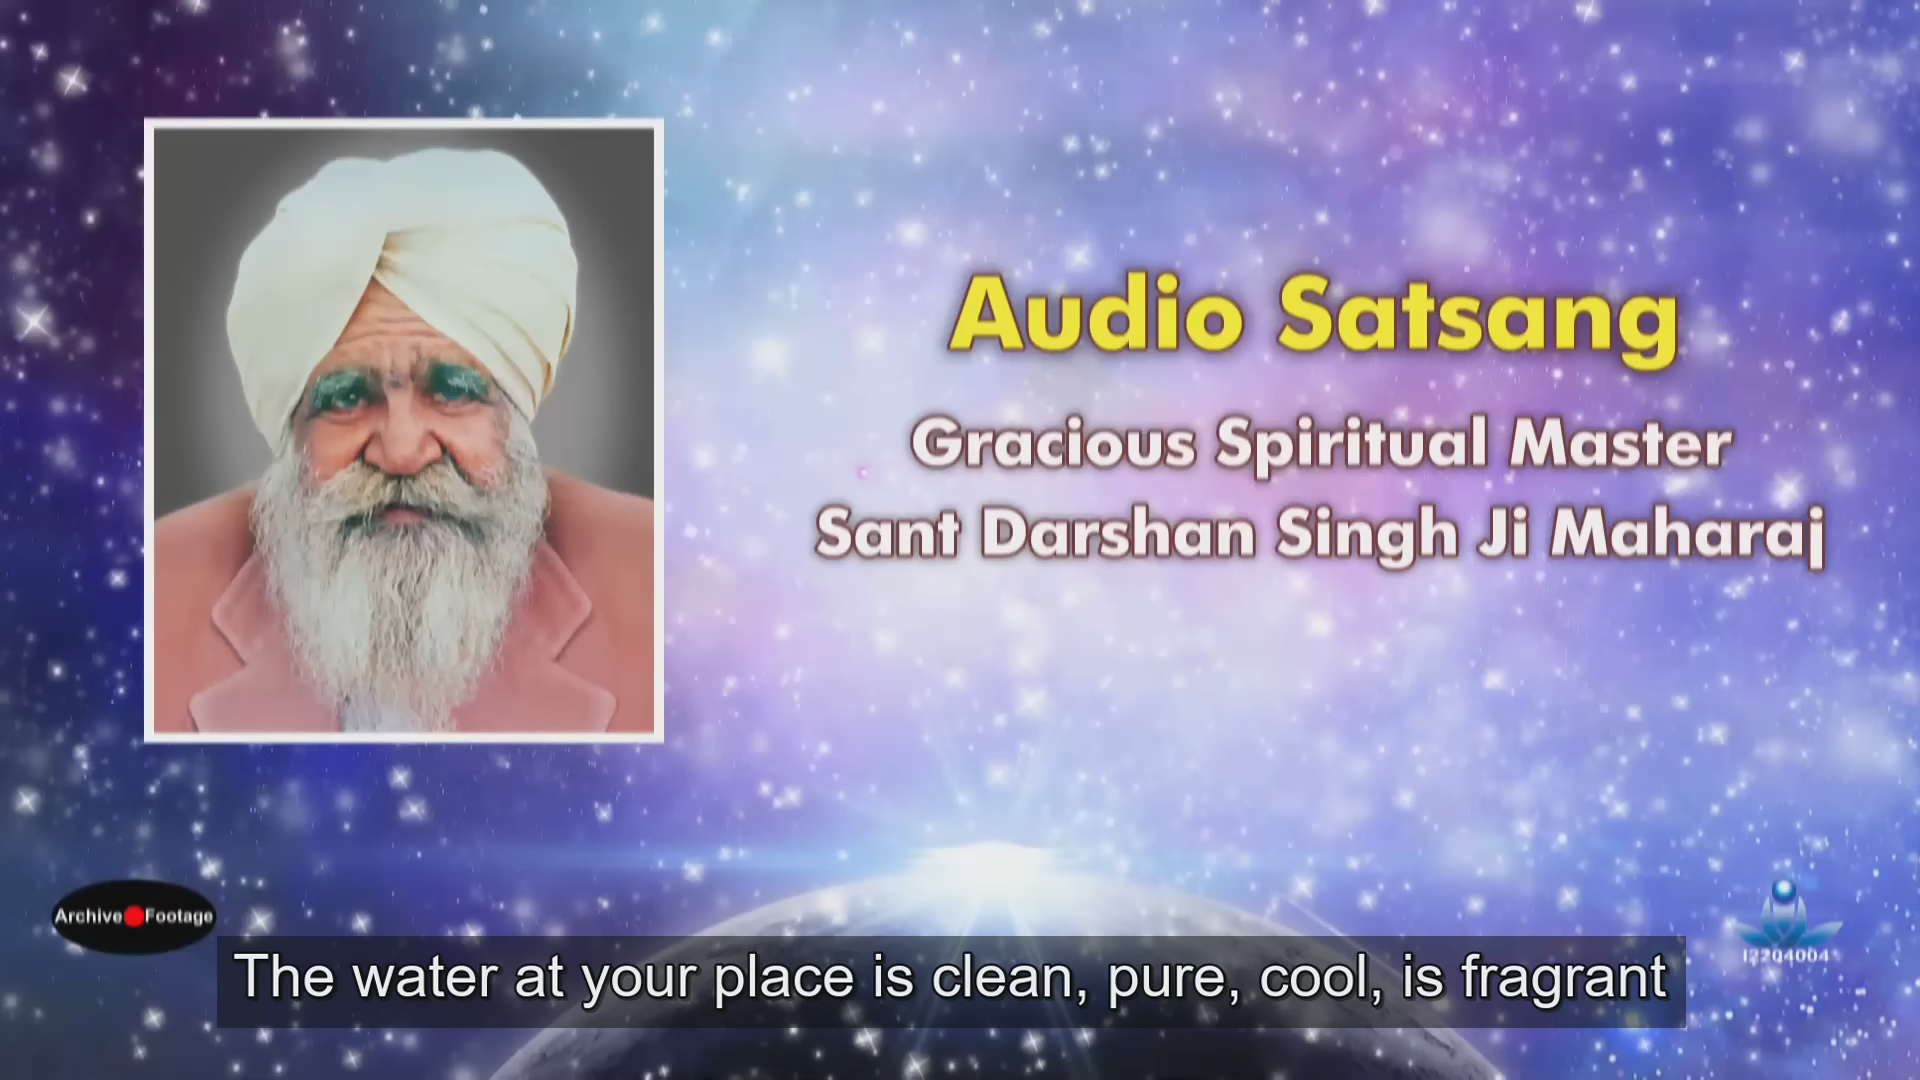 Audio Satsang
Gracious Spiritual Master
Sant Darshan Singh Ji Maharaj
Archive Footage
I2204004
The water at your place is clean, pure, cool, is fragrant